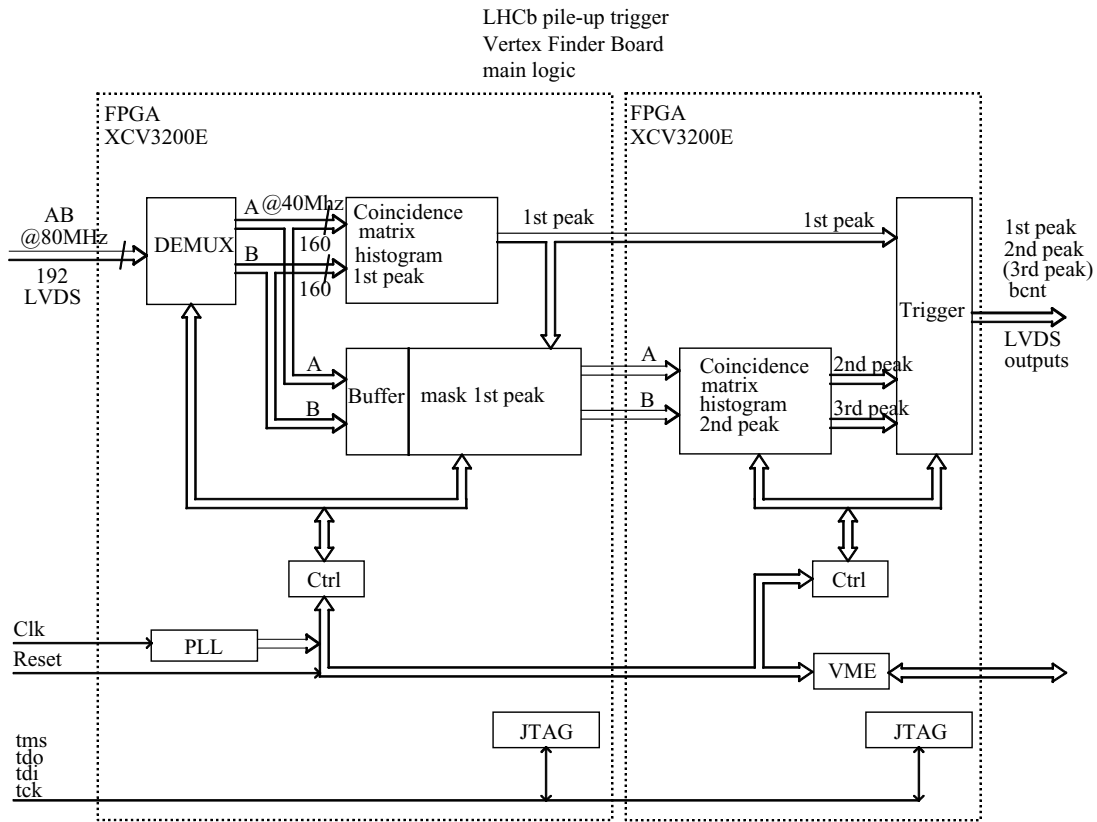 LHCb pile-up trigger
Vertex Finder Board
main logic
FPGA
XCV3200E
FPGA
XCV3200E
AB
@80MHz
192
LVDS
DEMUX
A @40Mhz
160
B
160
Coincidence
matrix
histogram
1st peak
1st peak
1st peak
Trigger
1st peak
2nd peak
(3rd peak)
bcnt
LVDS
outputs
A
B
Buffer
mask 1st peak
A
B
Coincidence
matrix
histogram
2nd peak
2nd peak
3rd peak
Ctrl
Ctrl
Clk
PLL
Reset
VME
JTAG
JTAG
tms
tdo
tdi
tck